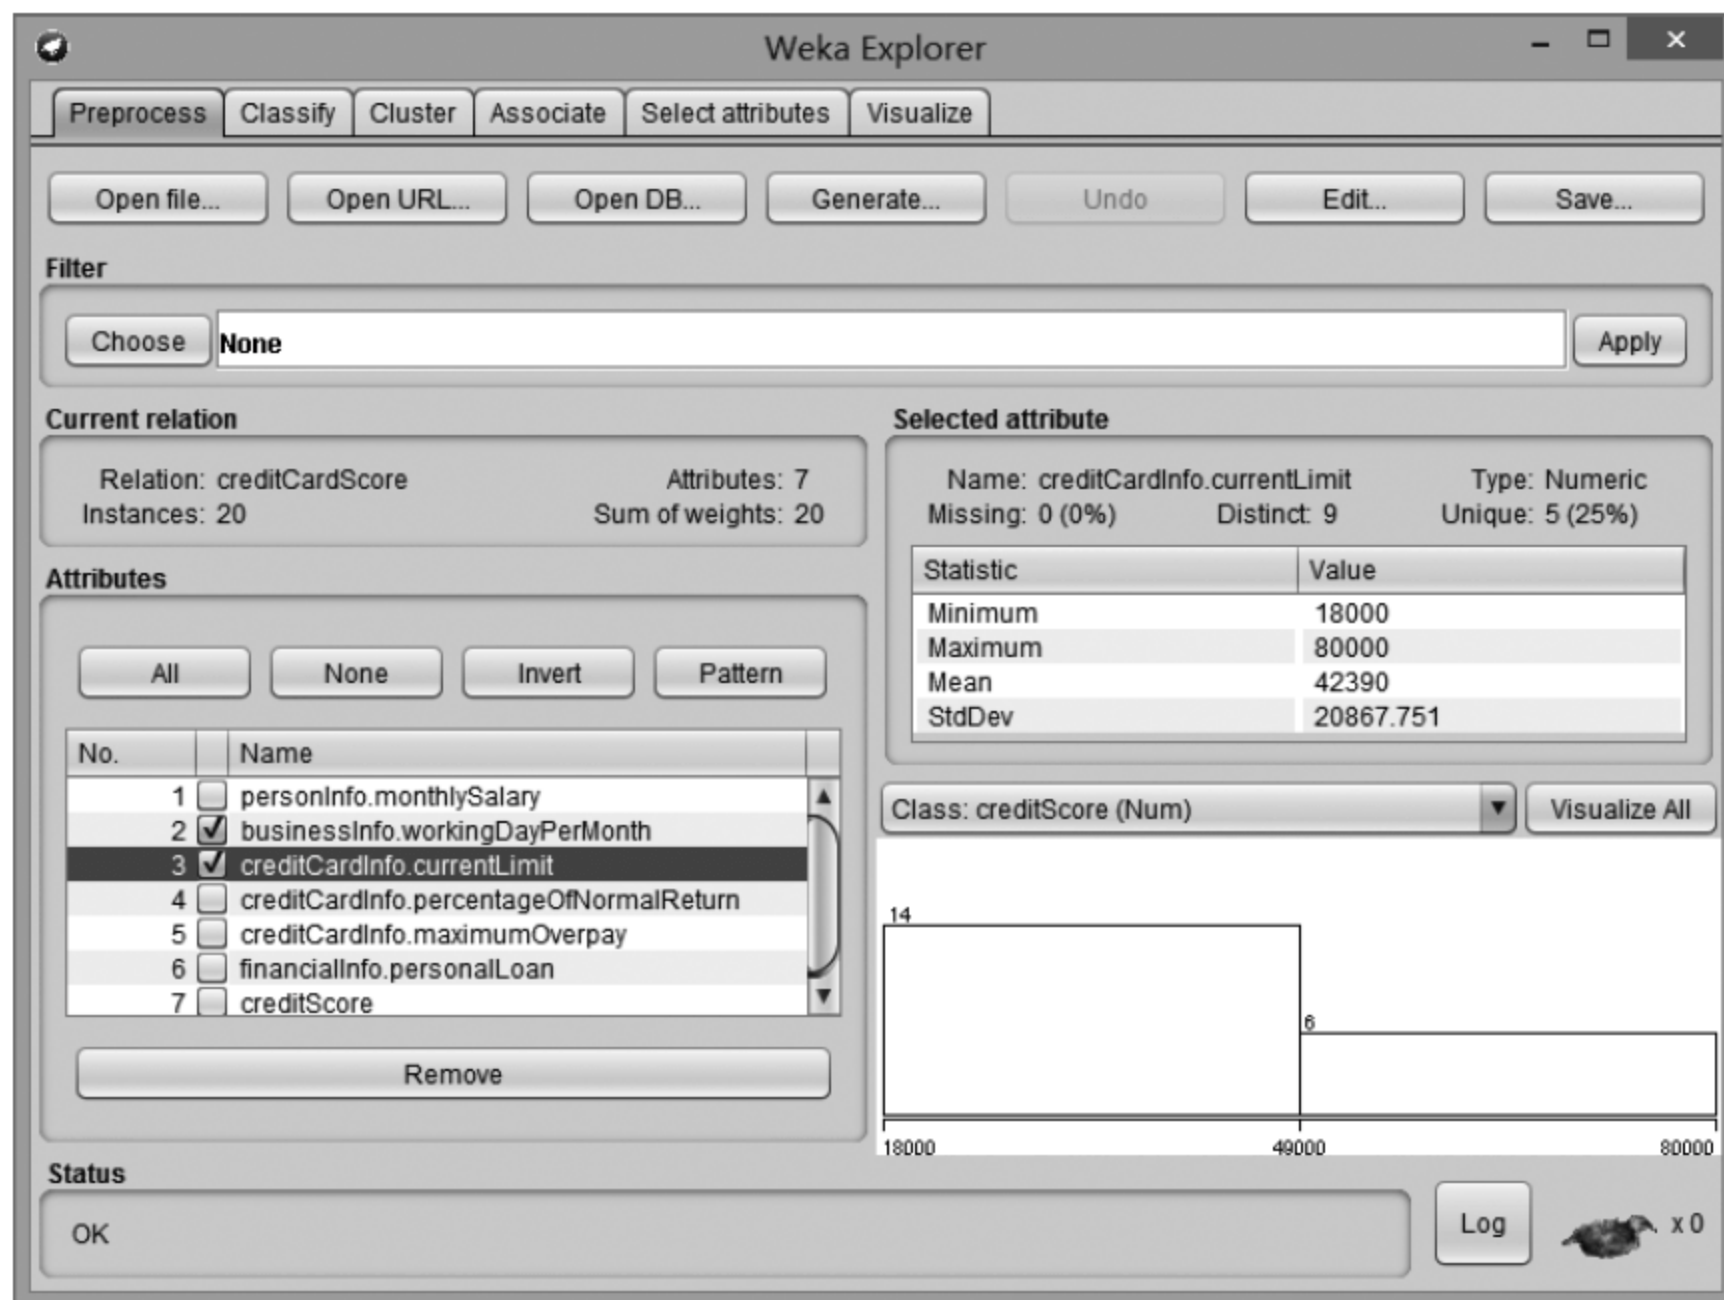 Weka Explorer
Preprocess Classify Cluster Associate Select attributes Visualize
Open file... Open URL... Open DB... Generate... Undo Edit... Save...
Filter
Choose None Apply
Current relation
Relation: creditCardScore Attributes: 7
Instances: 20 Sum of weights: 20
Selected attribute
Name: creditCardInfo.currentLimit Type: Numeric
Missing: 0 (0%) Distinct: 9 Unique: 5 (25%)
Statistic Value
Minimum 18000
Maximum 80000
Mean 42390
StdDev 20867.751
Attributes
All None Invert Pattern
No. Name
1 personInfo.monthlySalary
2 businessInfo.workingDayPerMonth
3 creditCardInfo.currentLimit
4 creditCardInfo.percentageOfNormalReturn
5 creditCardInfo.maximumOverpay
6 financialInfo.personalLoan
7 creditScore
Remove
Class: creditScore (Num) Visualize All
14
6
18000 49000 80000
Status
OK
Log x 0